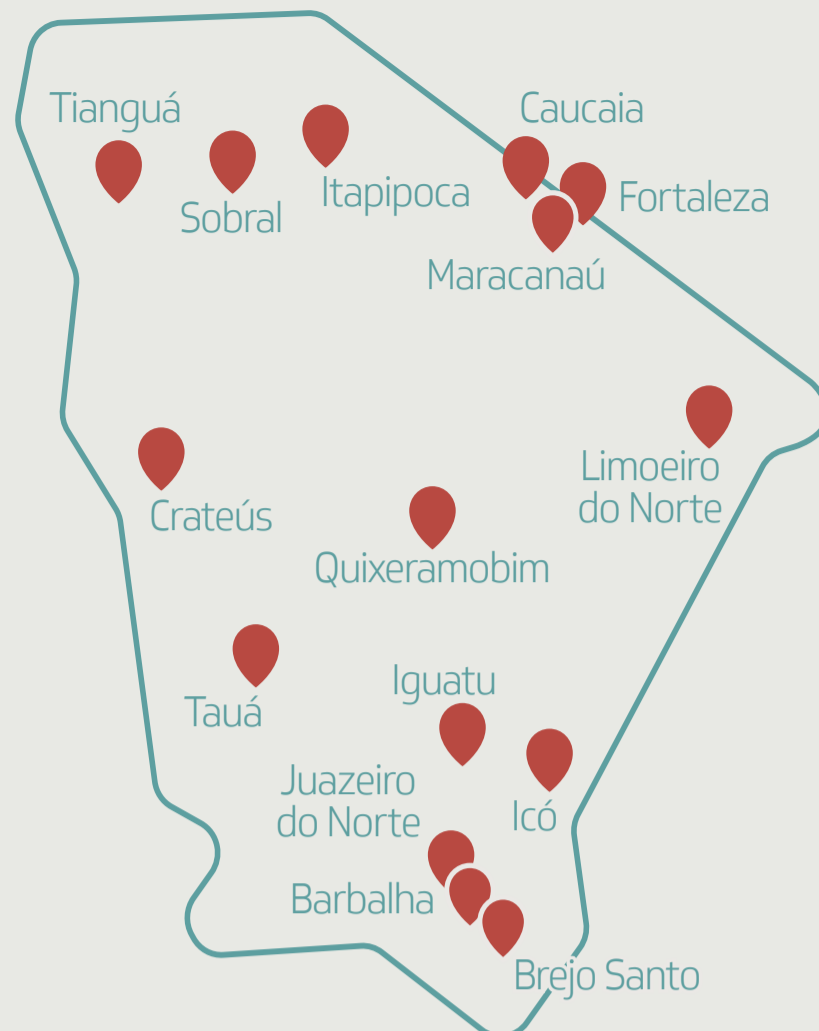 Tianguá
Caucaia
Itapipoca
Fortaleza
Sobral
Maracanaú
Limoeiro
do Norte
Crateús
Quixeramobim
Iguatu
Tauá
Juazeiro
do Norte
Icó
Barbalha
Brejo Santo